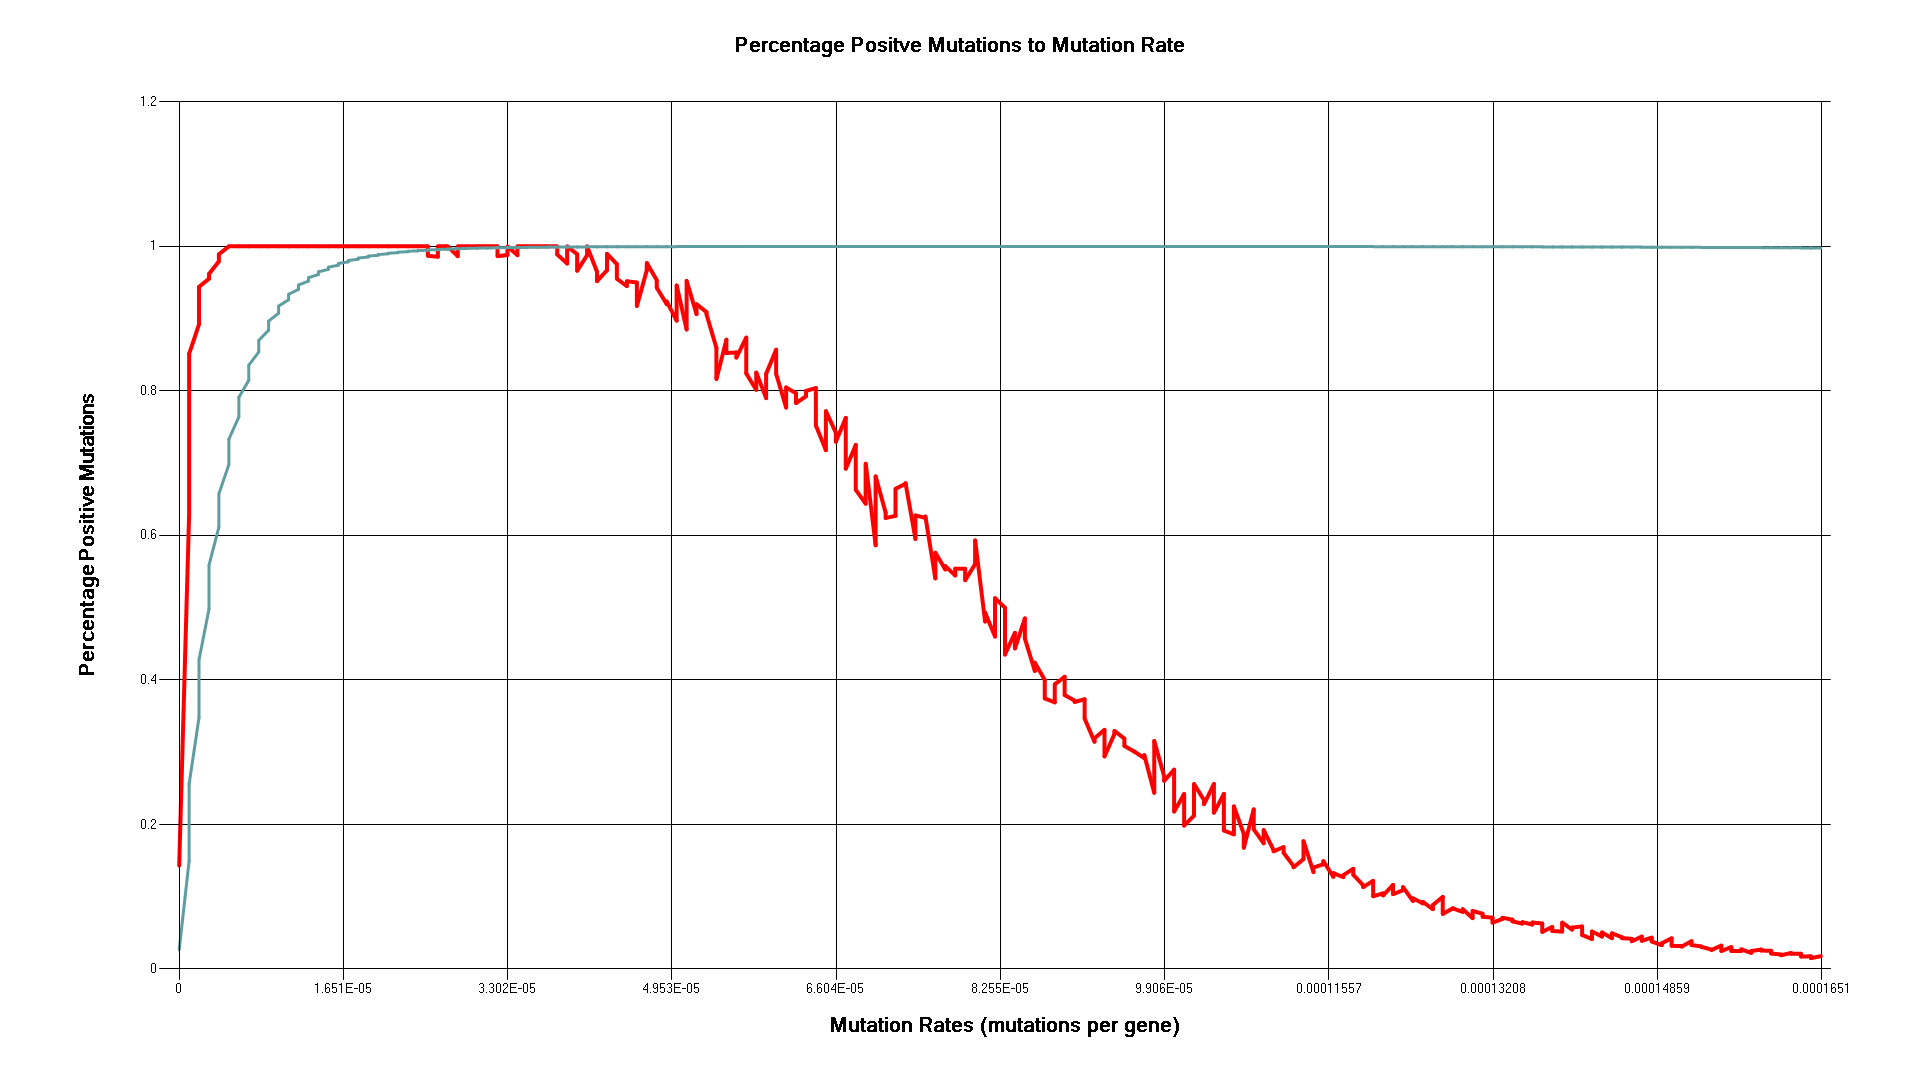 Percentage Positve Mutations to Mutation Rate
1.2
1
0.8
0.6
0.4
0.2
0
Percentage Positive Mutations
0 1.651E-05 3.302E-05 4.953E-05 6.604E-05 8.255E-05 9.906E-05 0.00011557 0.00013208 0.00014859 0.0001651
Mutation Rates (mutations per gene)